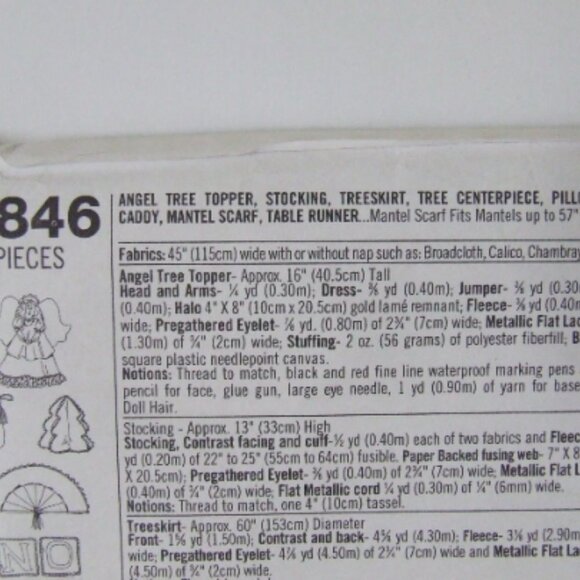 846
PIECES
ANGEL TREE TOPPER, STOCKING, TREESKIRT, TREE CENTERPIECE, PILLO
CADDY, MANTEL SCARF, TABLE RUNNER...Mantel Scarf Fits Mantels up to 57"
Fabrics: 45" (115cm) wide with or without nap such as: Broadcloth, Calico, Chambray
Angel Tree Topper- Approx. 16" (40.5cm) Tall
Head and Arms- ¼ yd (0.30m); Dress- ⅜ yd (0.40m); Jumper- ⅜ yd (0.30m
(0.40m); Halo 4" X 8" (10cm x 20.5cm) gold lamé remnant; Fleece- ⅜ yd (0.40m
wide; Pregathered Eyelet- ⅞ yd. (0.80m) of 2¾" (7cm) wide; Metallic Flat Lac
(1.30m) of ¾" (2cm) wide; Stuffing- 2 oz. (56 grams) of polyester fiberfill; B
square plastic needlepoint canvas.
Notions: Thread to match, black and red fine line waterproof marking pens
pencil for face, glue gun, large eye needle, 1 yd (0.90m) of yarn for base
Doll Hair.
Stocking - Approx. 13" (33cm) High
Stocking, Contrast facing and cuff- ⅜ yd (0.40m) each of two fabrics and Fleec
yd (0.20m) of 22" to 25" (55cm to 64cm) fusible. Paper Backed fusing web- 7" X 8
X 20.5cm); Pregathered Eyelet- ⅜ yd (0.40m) of 2¾" (7cm) wide; Metallic Flat L
(0.40m) of ¾" (2cm) wide; Flat Metallic cord ¼ yd (0.30m) of ¼" (6mm) wide.
Notions: Thread to match, one 4" (10cm) tassel.
Treeskirt- Approx. 60" (153cm) Diameter
Front- 1⅝ yd (1.50m); Contrast and back- 4⅝ yd (4.30m); Fleece- 3⅛ yd (2.90m
wide; Pregathered Eyelet- 4⅞ yd (4.50m) of 2¾" (7cm) wide and Metallic Flat Lac
(4.50m) of ¾" (2cm) wide.
NO